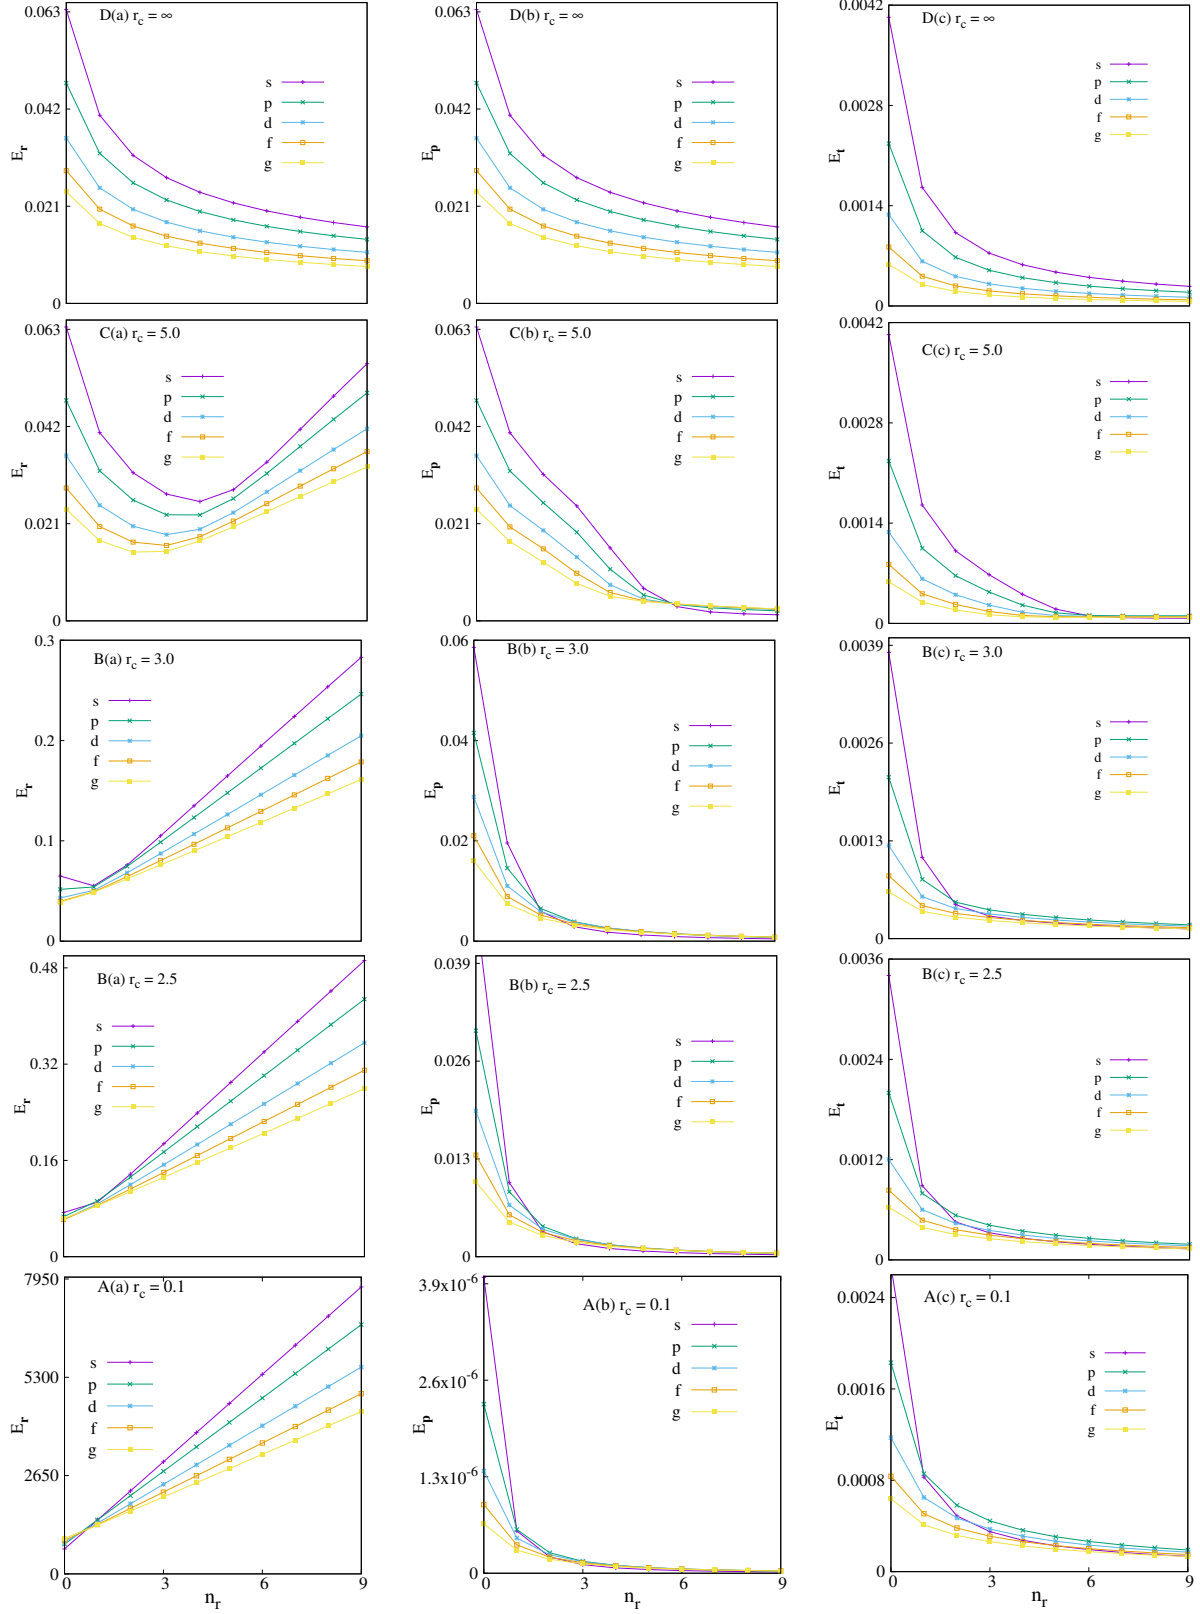 D(a) r_c = ∞
0.063
0.042
0.021
0
E_r
s
p
d
f
g
D(b) r_c = ∞
0.063
0.042
0.021
0
E_p
s
p
d
f
g
D(c) r_c = ∞
0.0042
0.0028
0.0014
0
E_t
s
p
d
f
g
C(a) r_c = 5.0
0.063
0.042
0.021
0
E_r
s
p
d
f
g
C(b) r_c = 5.0
0.063
0.042
0.021
0
E_p
s
p
d
f
g
C(c) r_c = 5.0
0.0042
0.0028
0.0014
0
E_t
s
p
d
f
g
B(a) r_c = 3.0
0.3
0.2
0.1
0
E_r
s
p
d
f
g
B(b) r_c = 3.0
0.06
0.04
0.02
0
E_p
s
p
d
f
g
B(c) r_c = 3.0
0.0039
0.0026
0.0013
0
E_t
s
p
d
f
g
B(a) r_c = 2.5
0.48
0.32
0.16
0
E_r
s
p
d
f
g
B(b) r_c = 2.5
0.039
0.026
0.013
0
E_p
s
p
d
f
g
B(c) r_c = 2.5
0.0036
0.0024
0.0012
0
E_t
s
p
d
f
g
A(a) r_c = 0.1
7950
5300
2650
0
E_r
s
p
d
f
g
0 3 6 9
n_r
A(b) r_c = 0.1
3.9x10^-6
2.6x10^-6
1.3x10^-6
0
E_p
s
p
d
f
g
0 3 6 9
n_r
A(c) r_c = 0.1
0.0024
0.0016
0.0008
0
E_t
s
p
d
f
g
0 3 6 9
n_r